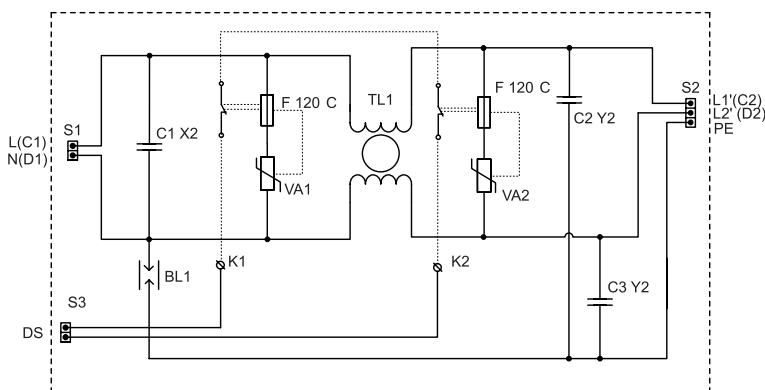 F 120 C
F 120 C
TL1
S2
L1'(C2)
L2' (D2)
PE
C2 Y2
S1
L(C1)
N(D1)
C1 X2
VA1
VA2
K1
K2
BL1
C3 Y2
S3
DS